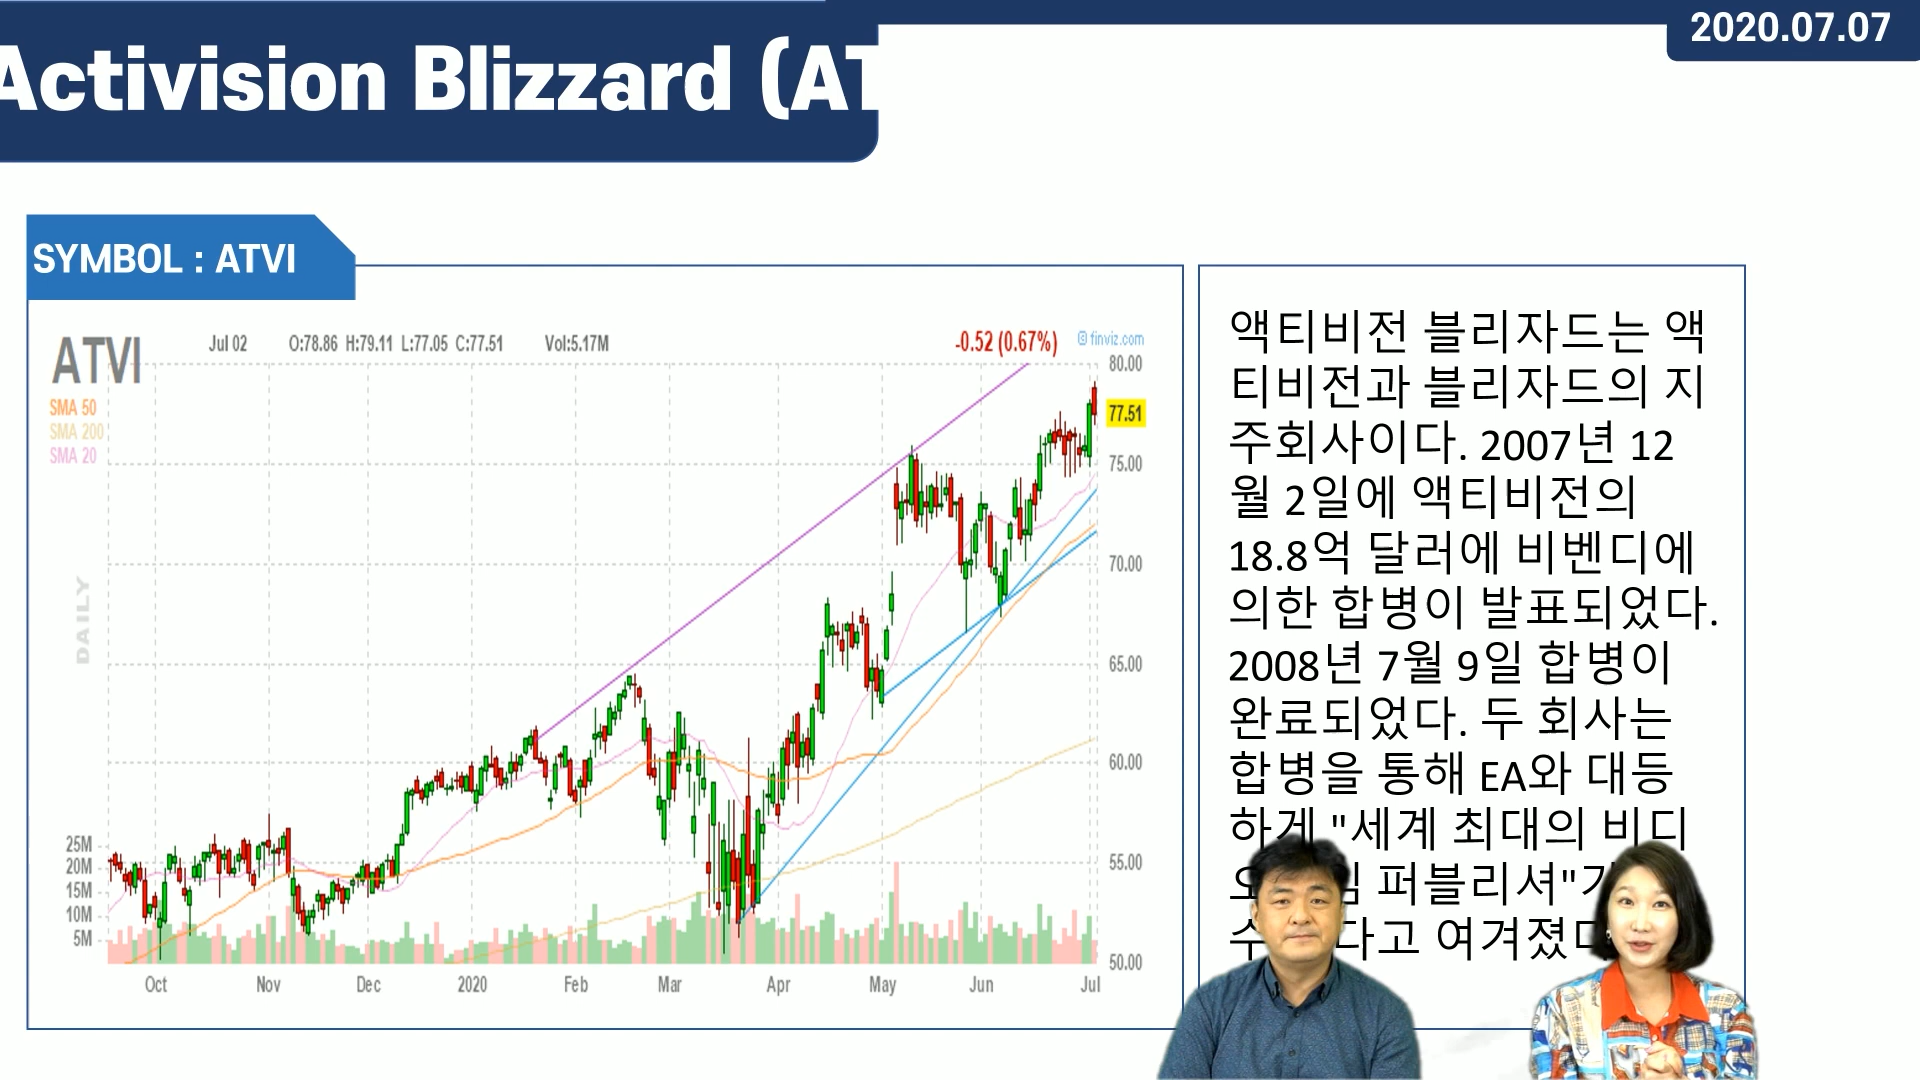 2020.07.07
Activision Blizzard (AT
SYMBOL : ATVI
ATVI
Jul 02 O:78.86 H:79.11 L:77.05 C:77.51 Vol:5.17M -0.52 (0.67%) © finviz.com
SMA 50
SMA 200
SMA 20
DAILY
80.00
77.51
75.00
70.00
65.00
60.00
55.00
50.00
25M
20M
15M
10M
5M
Oct Nov Dec 2020 Feb Mar Apr May Jun Jul
액티비전 블리자드는 액
티비전과 블리자드의 지
주회사이다. 2007년 12
월 2일에 액티비전의
18.8억 달러에 비벤디에
의한 합병이 발표되었다.
2008년 7월 9일 합병이
완료되었다. 두 회사는
합병을 통해 EA와 대등
하게 "세계 최대의 비디
퍼블리셔"
여겨졌다